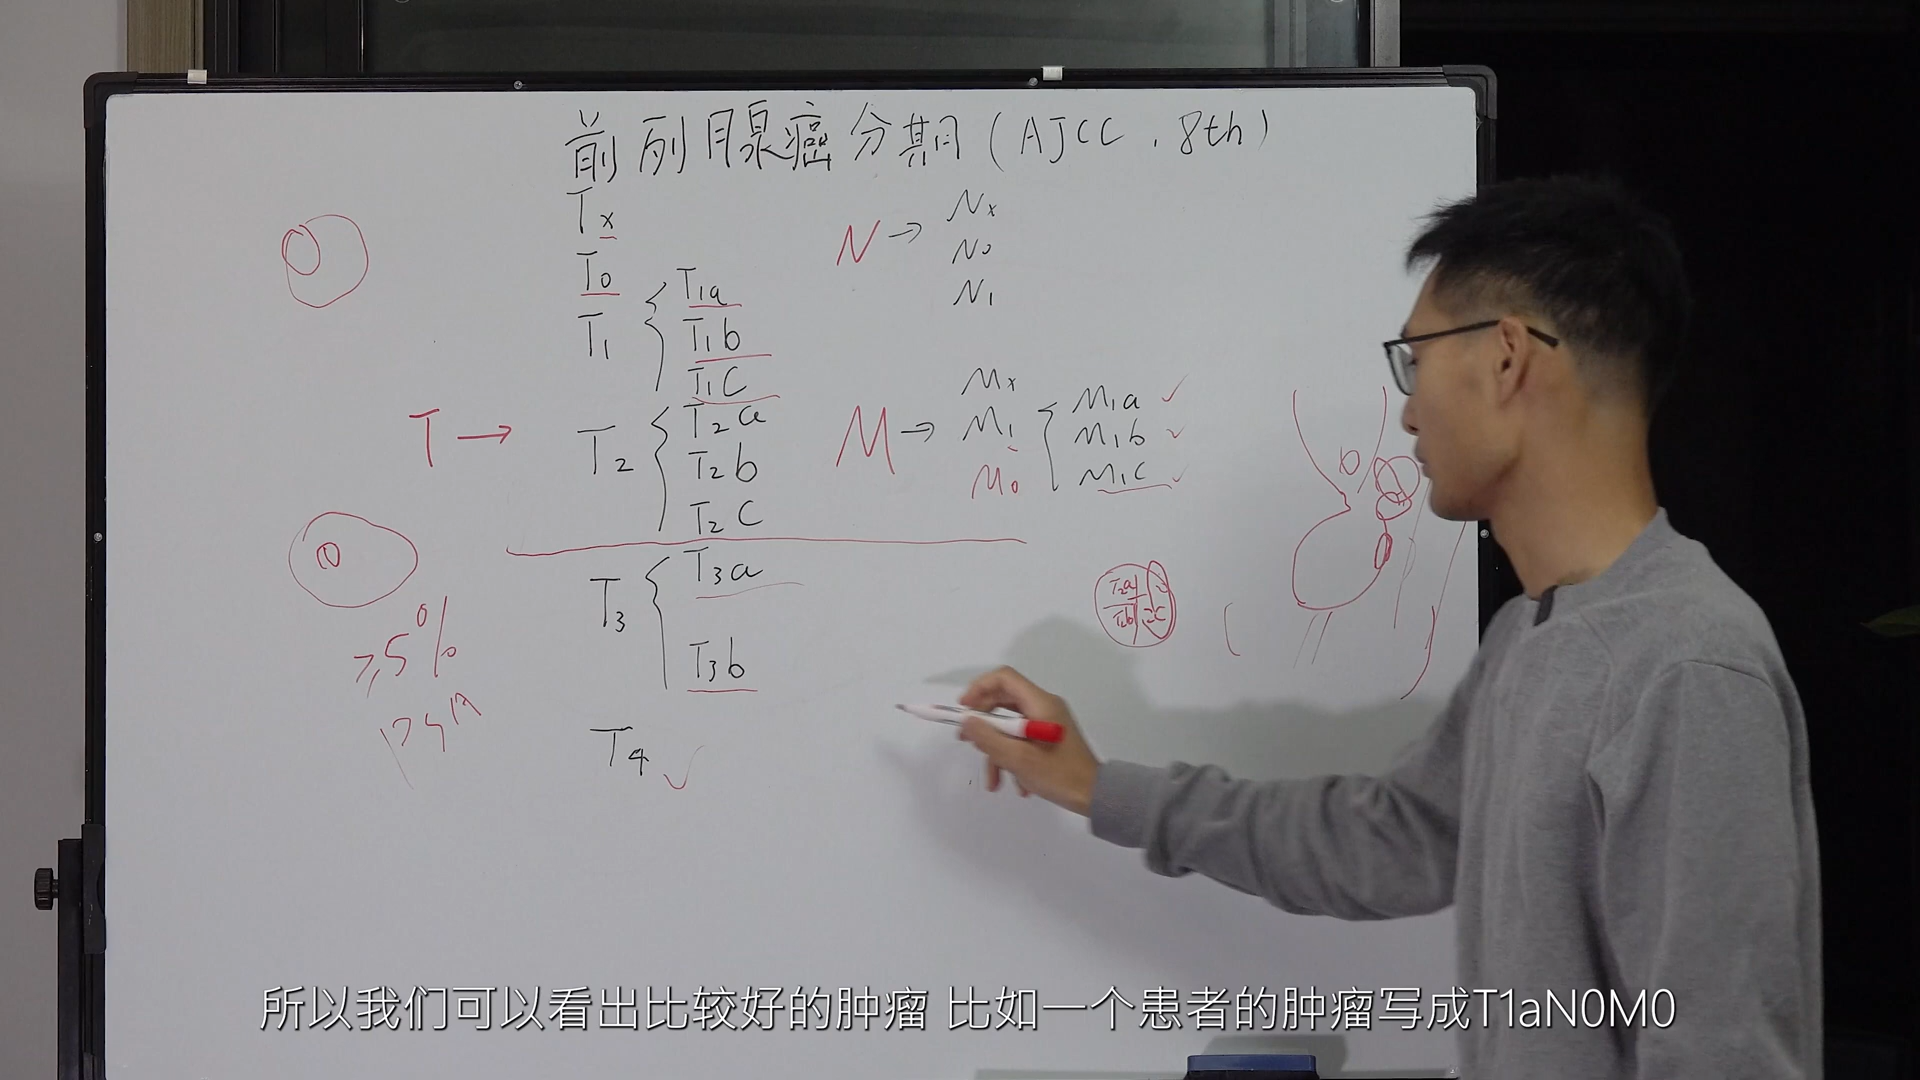 前列腺癌分期(AJCC,8th)
Tx
T0
T1
T1a
T1b
T1c
T →
T2
T2a
T2b
T2c
T3
T3a
T3b
T4 ✓
N →
Nx
N0
N1
M →
Mx
M1
M0
M1a ✓
M1b ✓
M1c ✓
≥5%
T2a
T2b
2c
所以我们可以看出比较好的肿瘤 比如一个患者的肿瘤写成T1aN0M0